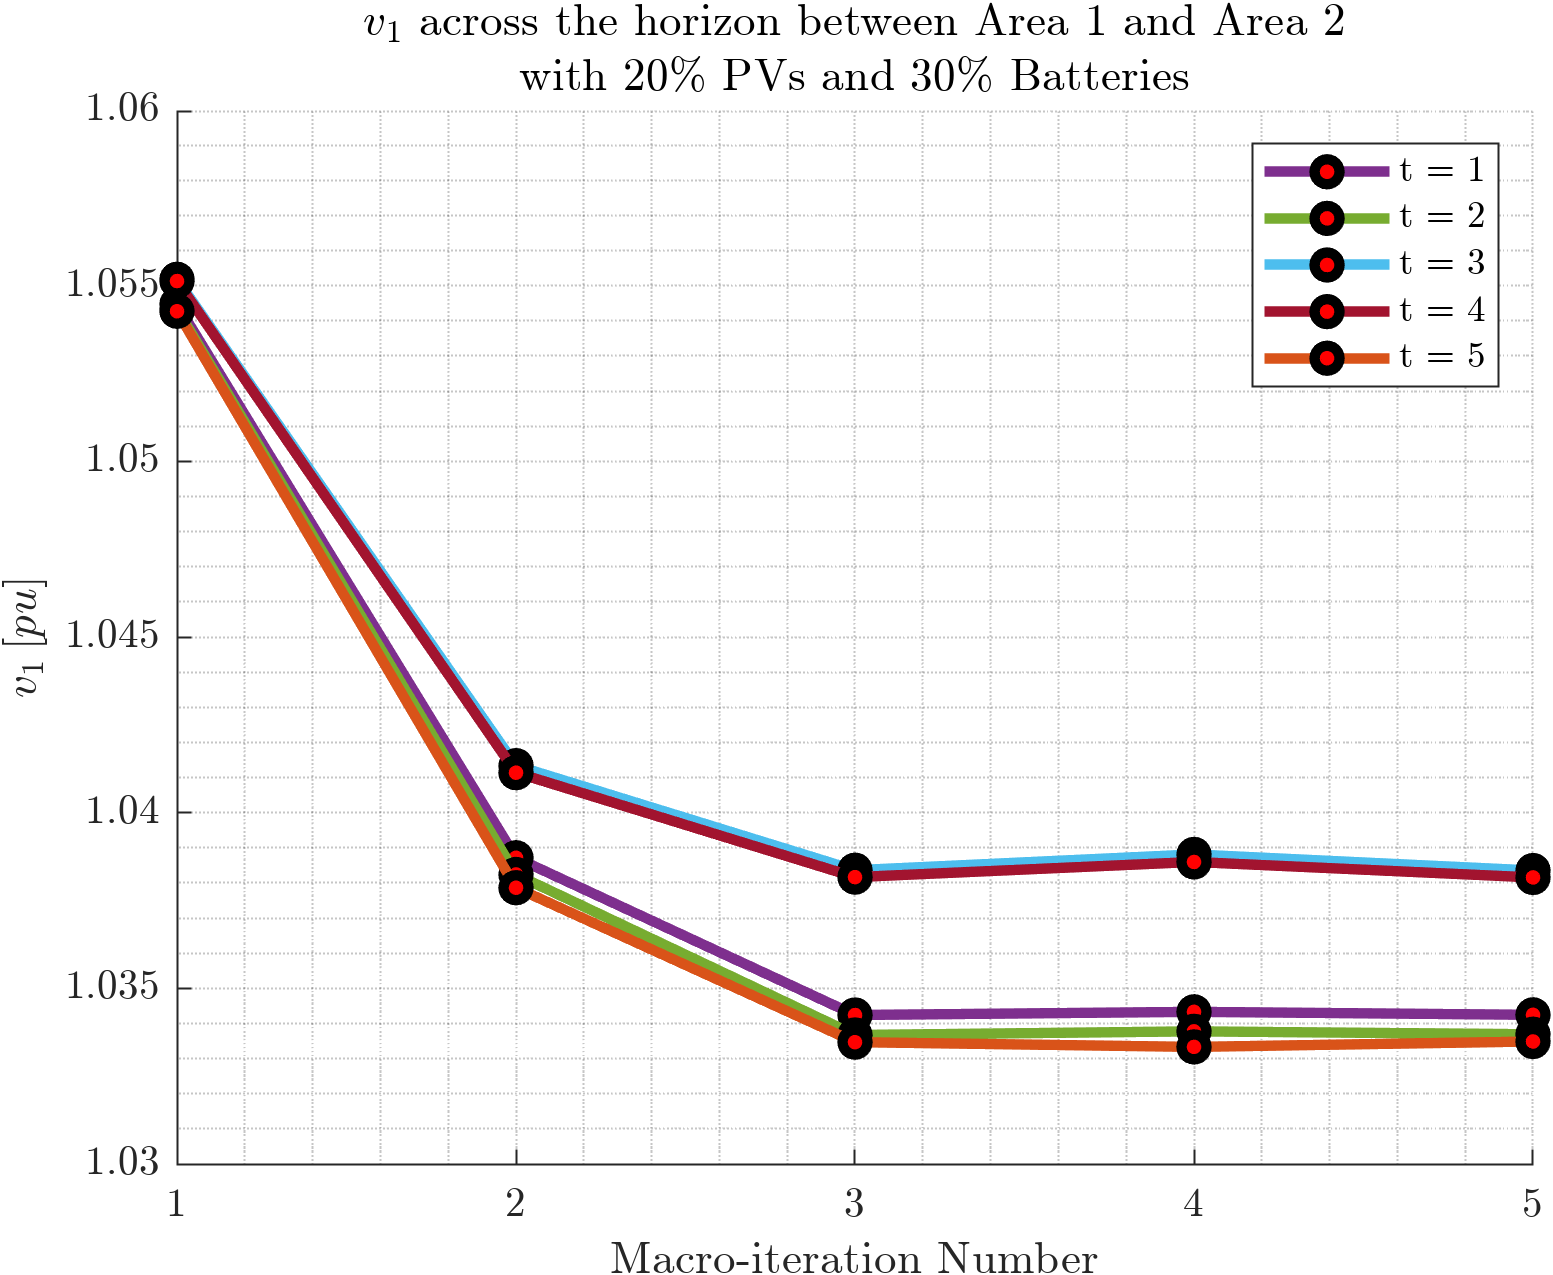 v₁ across the horizon between Area 1 and Area 2
with 20% PVs and 30% Batteries
1.06
1.055
1.05
1.045
1.04
1.035
1.03
v₁ [pu]
t = 1
t = 2
t = 3
t = 4
t = 5
1 2 3 4 5
Macro-iteration Number